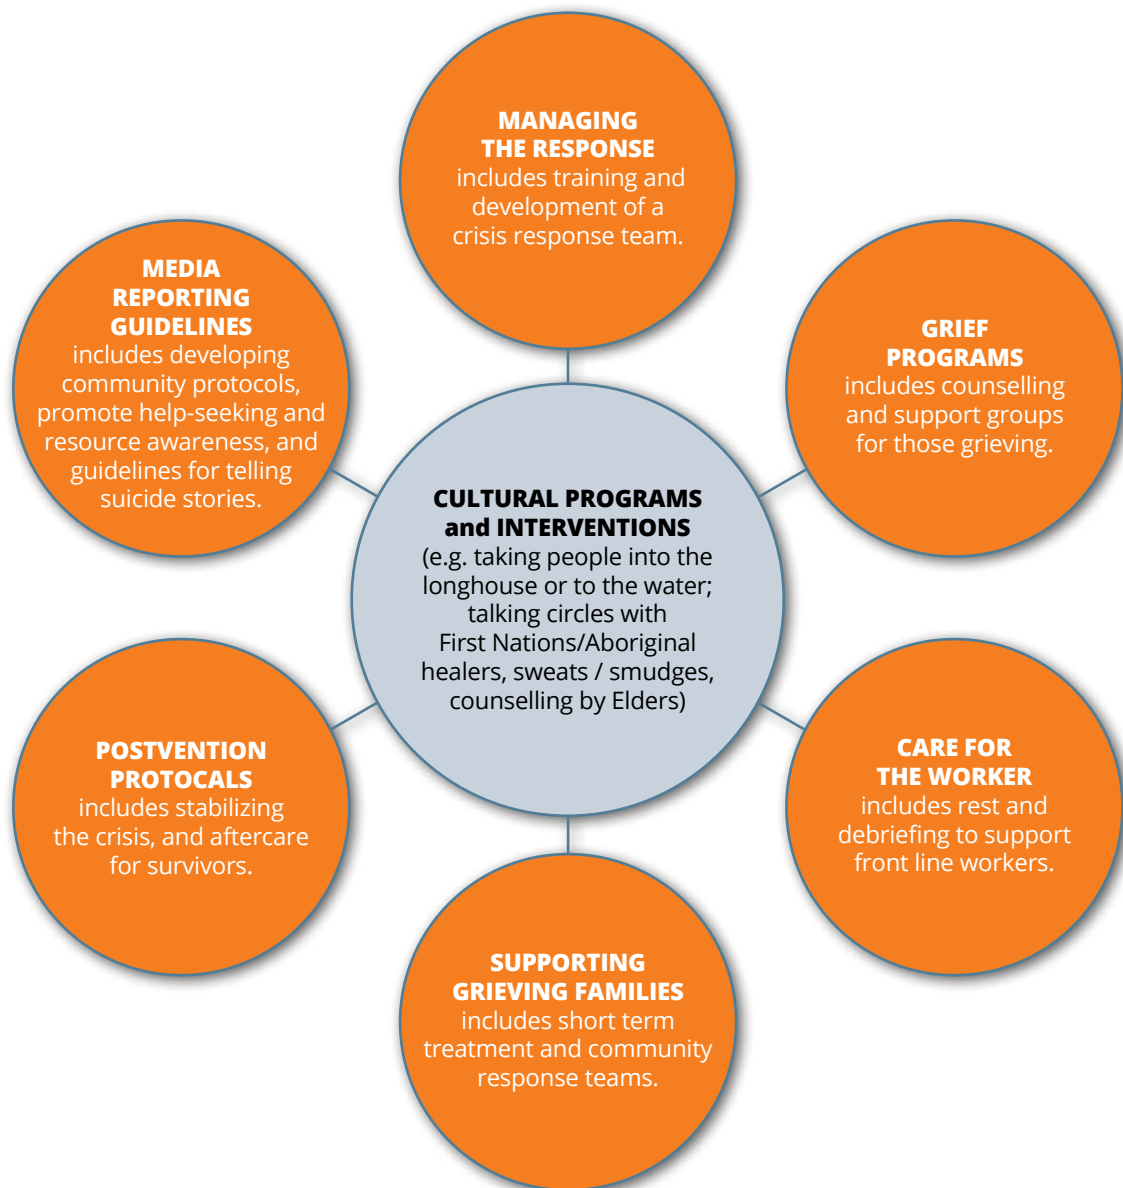 MANAGING
THE RESPONSE
includes training and
development of a
crisis response team.
MEDIA
REPORTING
GUIDELINES
includes developing
community protocols,
promote help-seeking and
resource awareness, and
guidelines for telling
suicide stories.
GRIEF
PROGRAMS
includes counselling
and support groups
for those grieving.
CULTURAL PROGRAMS
and INTERVENTIONS
(e.g. taking people into the
longhouse or to the water;
talking circles with
First Nations/Aboriginal
healers, sweats / smudges,
counselling by Elders)
POSTVENTION
PROTOCALS
includes stabilizing
the crisis, and aftercare
for survivors.
CARE FOR
THE WORKER
includes rest and
debriefing to support
front line workers.
SUPPORTING
GRIEVING FAMILIES
includes short term
treatment and community
response teams.